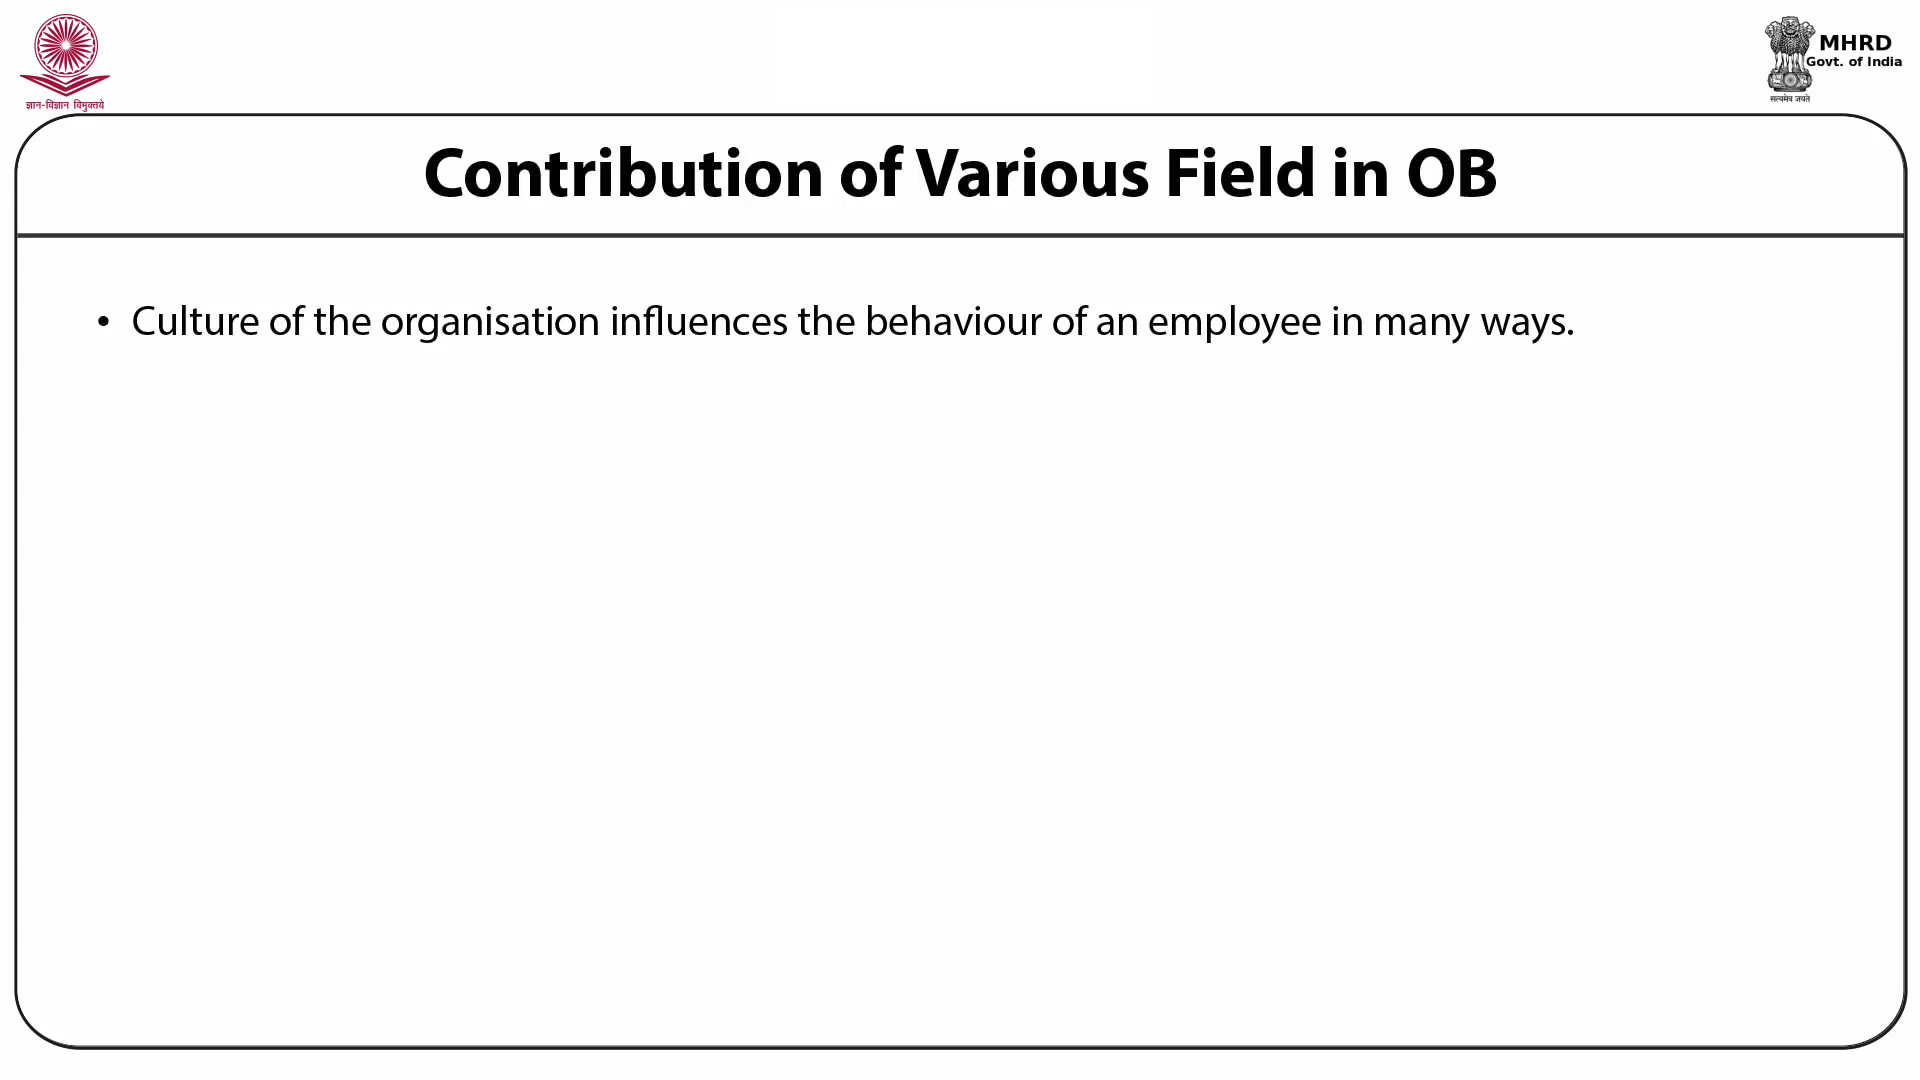 ज्ञान-विज्ञान विमुक्तये
MHRD
Govt. of India
सत्यमेव जयते
Contribution of Various Field in OB
• Culture of the organisation influences the behaviour of an employee in many ways.